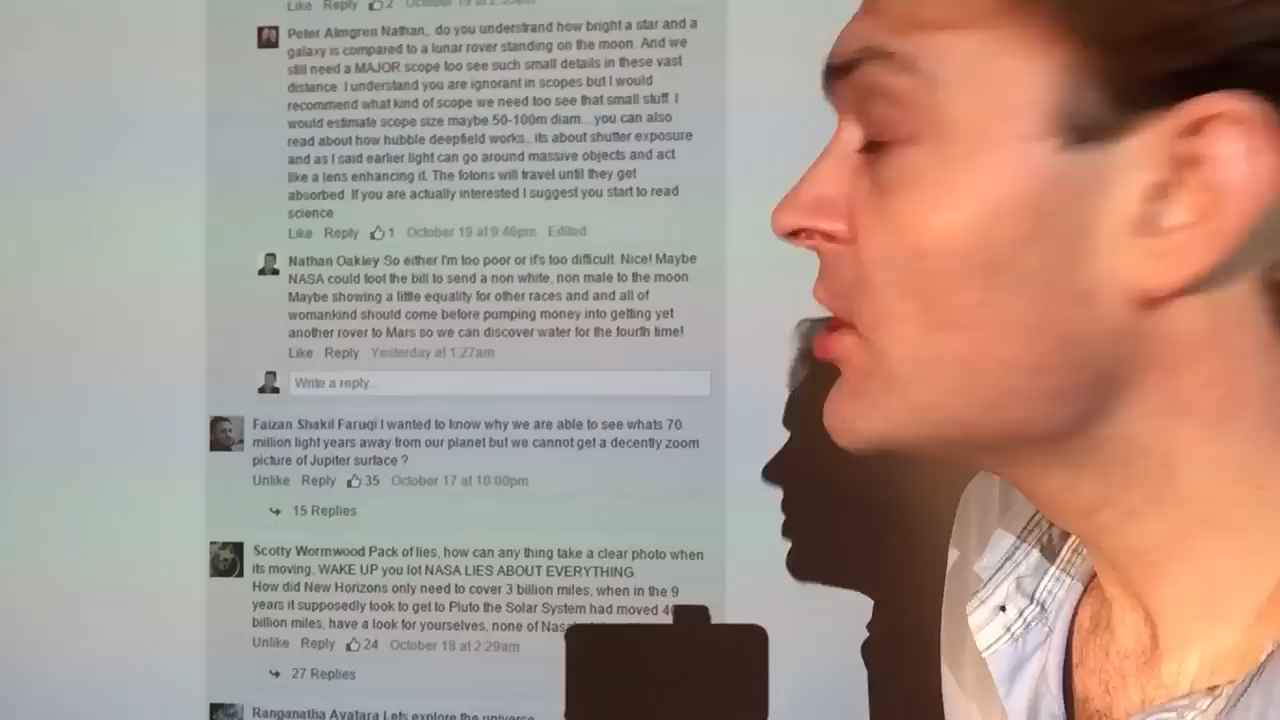 Like Reply 2 October 19 at 2:55am
Peter Almgren Nathan,. do you understrand how bright a star and a
galaxy is compared to a lunar rover standing on the moon. And we
still need a MAJOR scope too see such small details in these vast
distance. I understand you are ignorant in scopes but I would
recommend what kind of scope we need too see that small stuff. I
would estimate scope size maybe 50-100m diam... you can also
read about how hubble deepfield works,. its about shutter exposure
and as I said earlier light can go around massive objects and act
like a lens enhancing it. The fotons will travel until they get
absorbed. If you are actually interested I suggest you start to read
science
Like Reply 1 October 19 at 9:46pm Edited
Nathan Oakley So either I'm too poor or it's too difficult. Nice! Maybe
NASA could foot the bill to send a non white, non male to the moon
Maybe showing a little equality for other races and and all of
womankind should come before pumping money into getting yet
another rover to Mars so we can discover water for the fourth time!
Like Reply Yesterday at 1:27am
Write a reply...
Faizan Shakil Faruqi I wanted to know why we are able to see whats 70
million light years away from our planet but we cannot get a decently zoom
picture of Jupiter surface ?
Unlike Reply 35 October 17 at 10:00pm
15 Replies
Scotty Wormwood Pack of lies, how can any thing take a clear photo when
its moving, WAKE UP you lot NASA LIES ABOUT EVERYTHING.
How did New Horizons only need to cover 3 billion miles, when in the 9
years it supposedly took to get to Pluto the Solar System had moved
billion miles, have a look for yourselves, none of
Unlike Reply 24 October 18 at 2:29am
27 Replies
Ranganatha Avatara Lets explore the universe